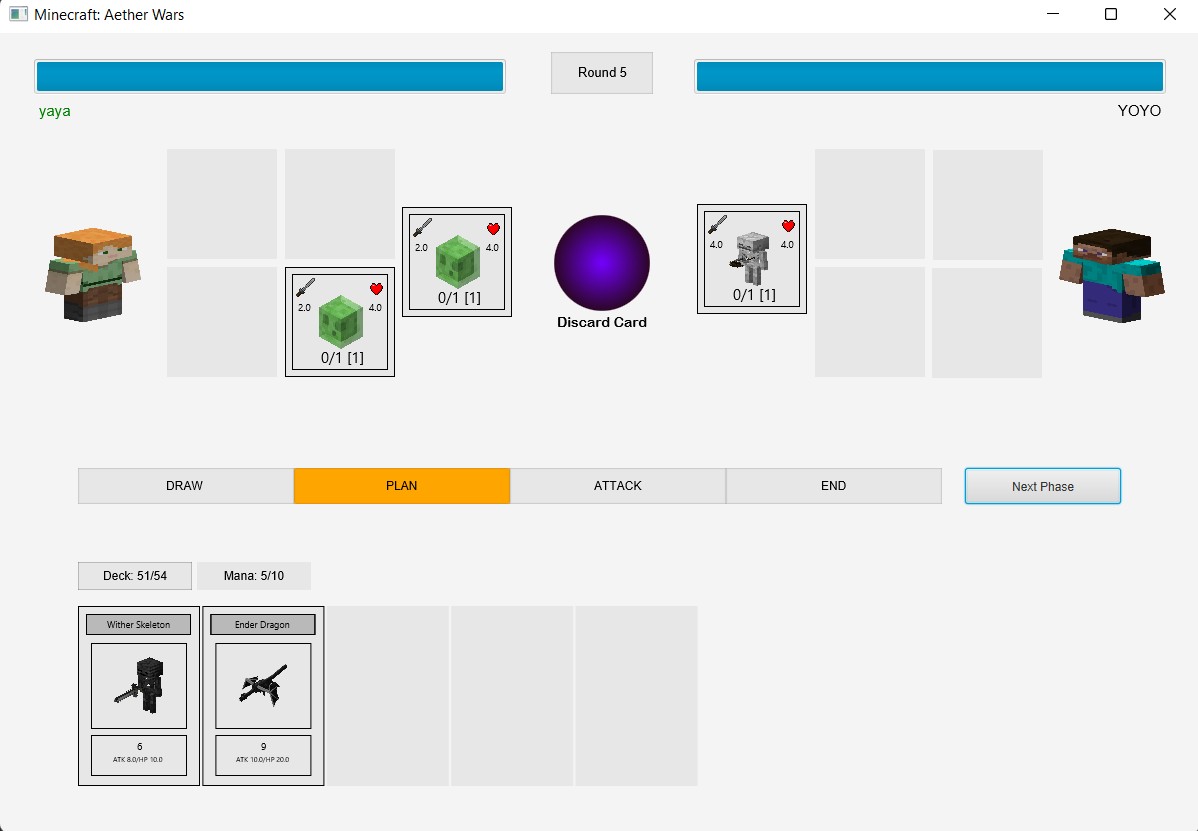 Minecraft: Aether Wars
Round 5
yaya
YOYO
2.0 4.0
0/1 [1]
2.0 4.0
0/1 [1]
Discard Card
4.0 4.0
0/1 [1]
DRAW
PLAN
ATTACK
END
Next Phase
Deck: 51/54
Mana: 5/10
Wither Skeleton
6
ATK 8.0/HP 10.0
Ender Dragon
9
ATK 10.0/HP 20.0